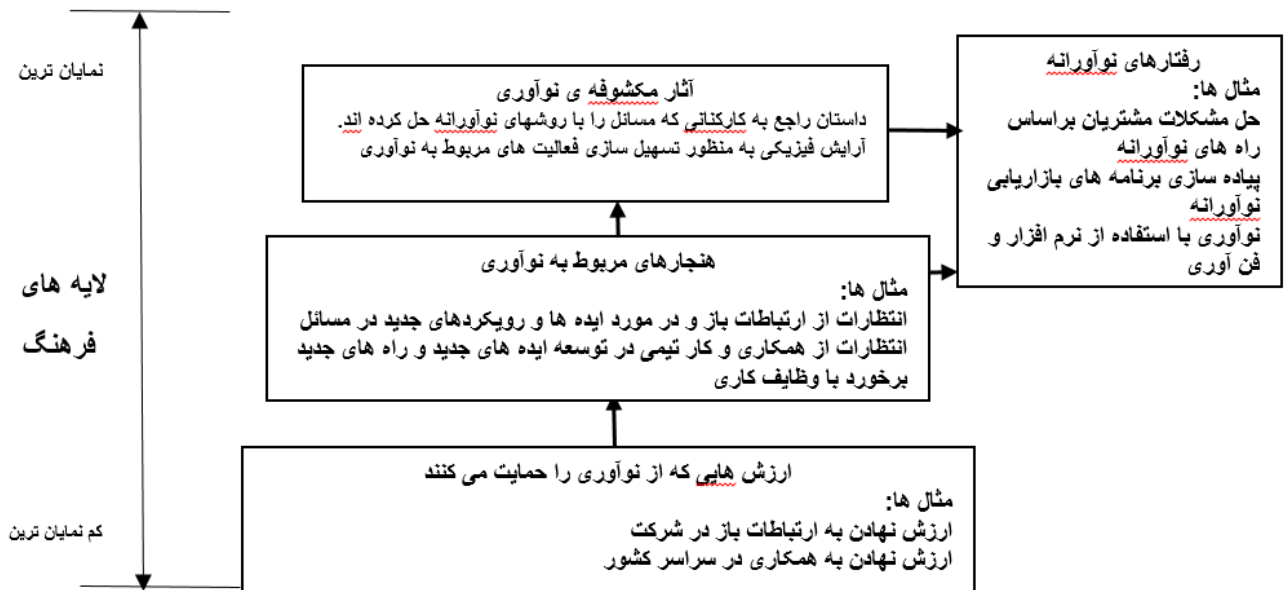 نمایان ترین
لایه های
فرهنگ
کم نمایان ترین
رفتارهای نوآورانه
مثال ها:
حل مشکلات مشتریان براساس
راه های نوآورانه
پیاده سازی برنامه های بازاریابی
نوآورانه
نوآوری با استفاده از نرم افزار و
فن آوری
آثار مکشوفه ی نوآوری
داستان راجع به کارکنانی که مسائل را با روشهای نوآورانه حل کرده اند.
آرایش فیزیکی به منظور تسهیل سازی فعالیت های مربوط به نوآوری
هنجارهای مربوط به نوآوری
مثال ها:
انتظارات از ارتباطات باز و در مورد ایده ها و رویکردهای جدید در مسائل
انتظارات از همکاری و کار تیمی در توسعه ایده های جدید و راه های جدید
برخورد با وظایف کاری
ارزش هایی که از نوآوری را حمایت می کنند
مثال ها:
ارزش نهادن به ارتباطات باز در شرکت
ارزش نهادن به همکاری در سراسر کشور